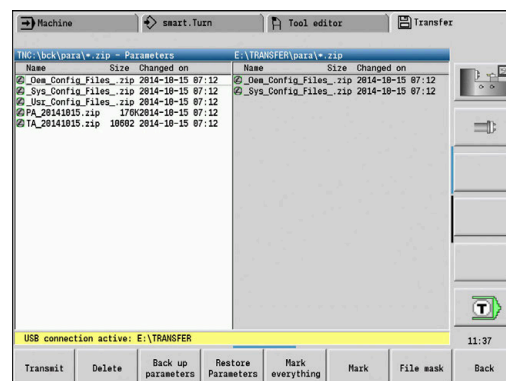 Machine smart.Turn Tool editor Transfer
TNC:\bck\para\*.zip - Parameters E:\TRANSFER\para\*.zip
Name Size Changed on Name Size Changed on
_Oem_Config_Files_.zip 2014-10-15 07:12 _Oem_Config_Files_.zip 2014-10-15 07:12
_Sys_Config_Files_.zip 2014-10-15 07:12 _Sys_Config_Files_.zip 2014-10-15 07:12
_Usr_Config_Files_.zip 2014-10-15 07:12
PA_20141015.zip 176K2014-10-15 07:12
TA_20141015.zip 10602 2014-10-15 07:12
T
USB connection active: E:\TRANSFER
11:37
Transmit Delete Back up parameters Restore Parameters Mark everything Mark File mask Back